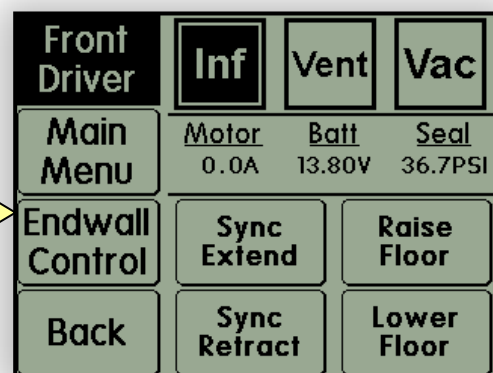 Front
Driver
Inf
Vent
Vac
Main
Menu
Motor Batt Seal
0.0A 13.80V 36.7PSI
Endwall
Control
Sync
Extend
Raise
Floor
Back
Sync
Retract
Lower
Floor